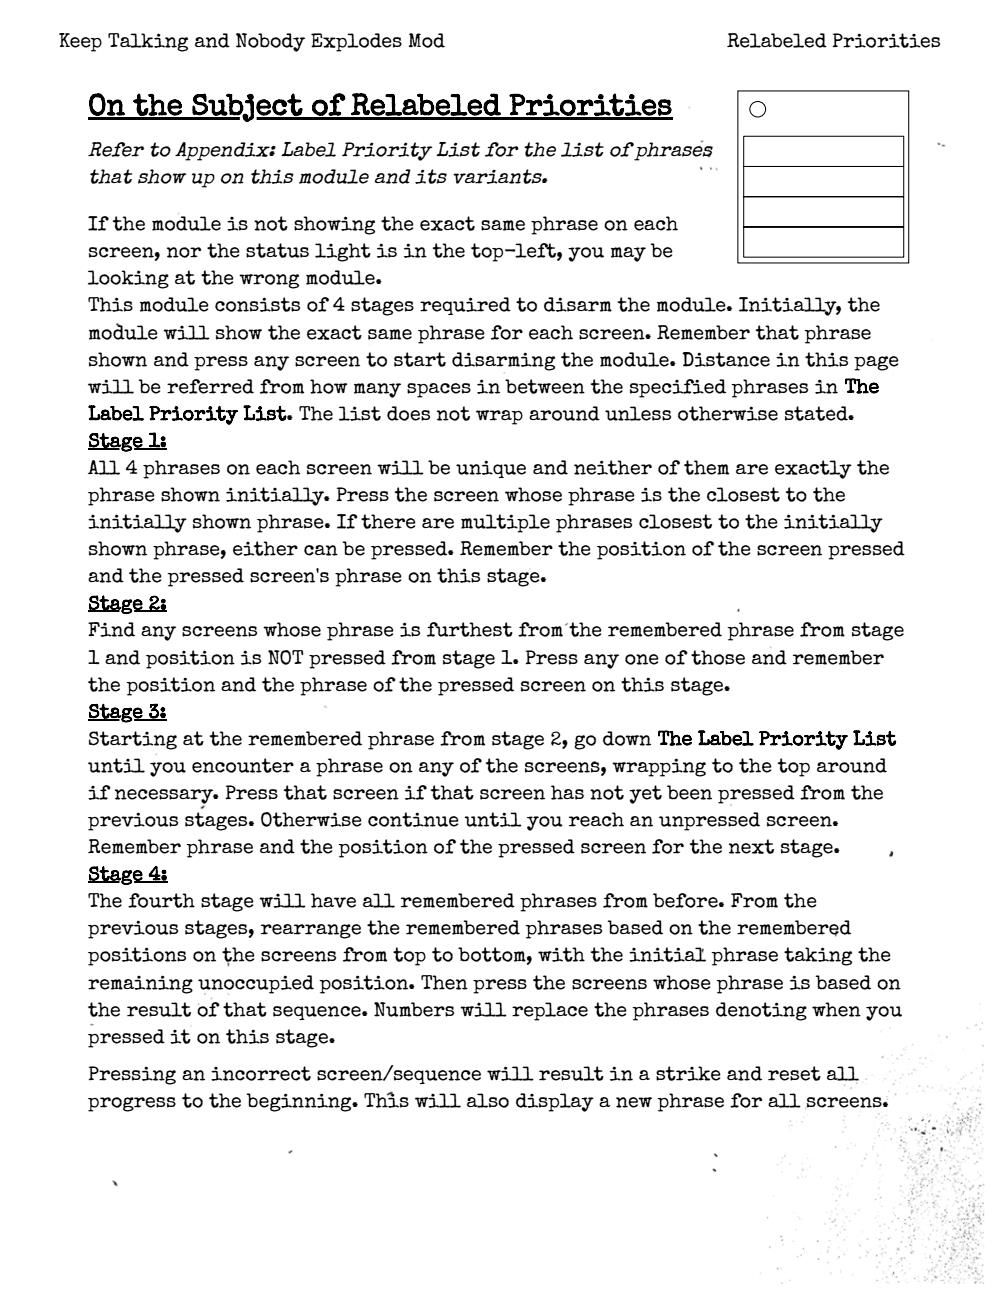 Keep Talking and Nobody Explodes Mod
Relabeled Priorities
On the Subject of Relabeled Priorities
Refer to Appendix: Label Priority List for the list of phrases
that show up on this module and its variants.
If the module is not showing the exact same phrase on each
screen, nor the status light is in the top-left, you may be
looking at the wrong module.
This module consists of 4 stages required to disarm the module. Initially, the
module will show the exact same phrase for each screen. Remember that phrase
shown and press any screen to start disarming the module. Distance in this page
will be referred from how many spaces in between the specified phrases in The
Label Priority List. The list does not wrap around unless otherwise stated.
Stage 1:
All 4 phrases on each screen will be unique and neither of them are exactly the
phrase shown initially. Press the screen whose phrase is the closest to the
initially shown phrase. If there are multiple phrases closest to the initially
shown phrase, either can be pressed. Remember the position of the screen pressed
and the pressed screen's phrase on this stage.
Stage 2:
Find any screens whose phrase is furthest from the remembered phrase from stage
1 and position is NOT pressed from stage 1. Press any one of those and remember
the position and the phrase of the pressed screen on this stage.
Stage 3:
Starting at the remembered phrase from stage 2, go down The Label Priority List
until you encounter a phrase on any of the screens, wrapping to the top around
if necessary. Press that screen if that screen has not yet been pressed from the
previous stages. Otherwise continue until you reach an unpressed screen.
Remember phrase and the position of the pressed screen for the next stage.
Stage 4:
The fourth stage will have all remembered phrases from before. From the
previous stages, rearrange the remembered phrases based on the remembered
positions on the screens from top to bottom, with the initial phrase taking the
remaining unoccupied position. Then press the screens whose phrase is based on
the result of that sequence. Numbers will replace the phrases denoting when you
pressed it on this stage.
Pressing an incorrect screen/sequence will result in a strike and reset all
progress to the beginning. This will also display a new phrase for all screens.